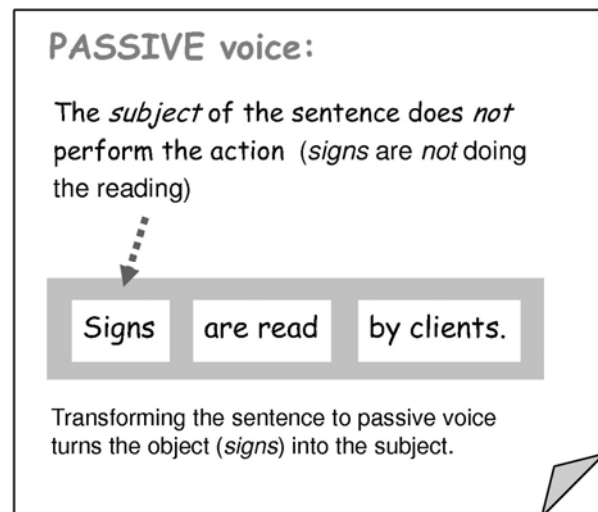 PASSIVE voice:
The subject of the sentence does not
perform the action (signs are not doing
the reading)
Signs are read by clients.
Transforming the sentence to passive voice
turns the object (signs) into the subject.